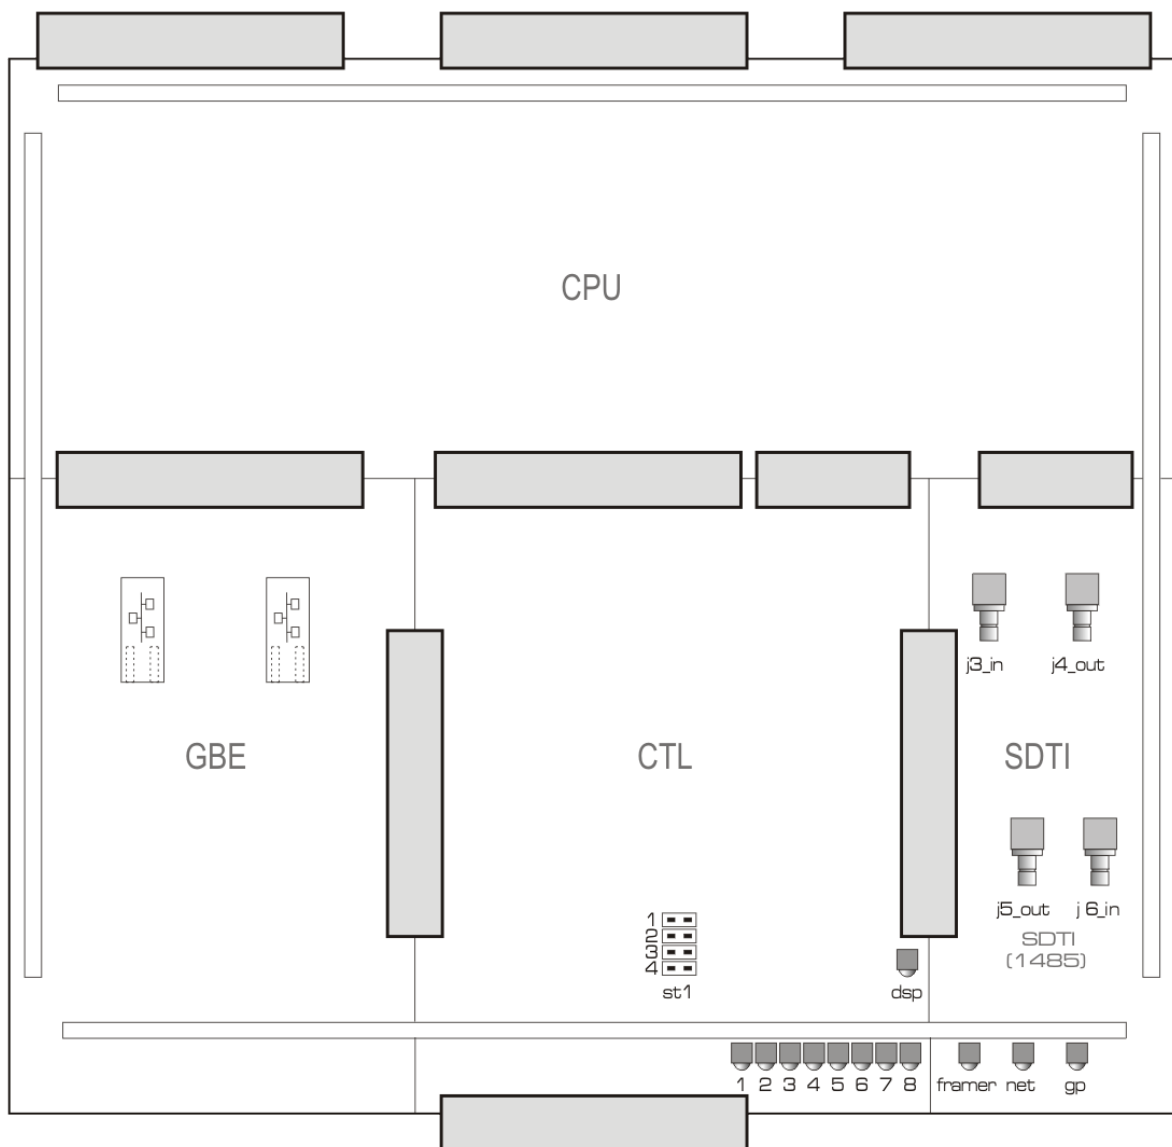 CPU
j3_in j4_out
GBE CTL SDTI
j5_out j 6_in
SDTI
(1485)
1
2
3
4
st1
dsp
1 2 3 4 5 6 7 8 framer net gp